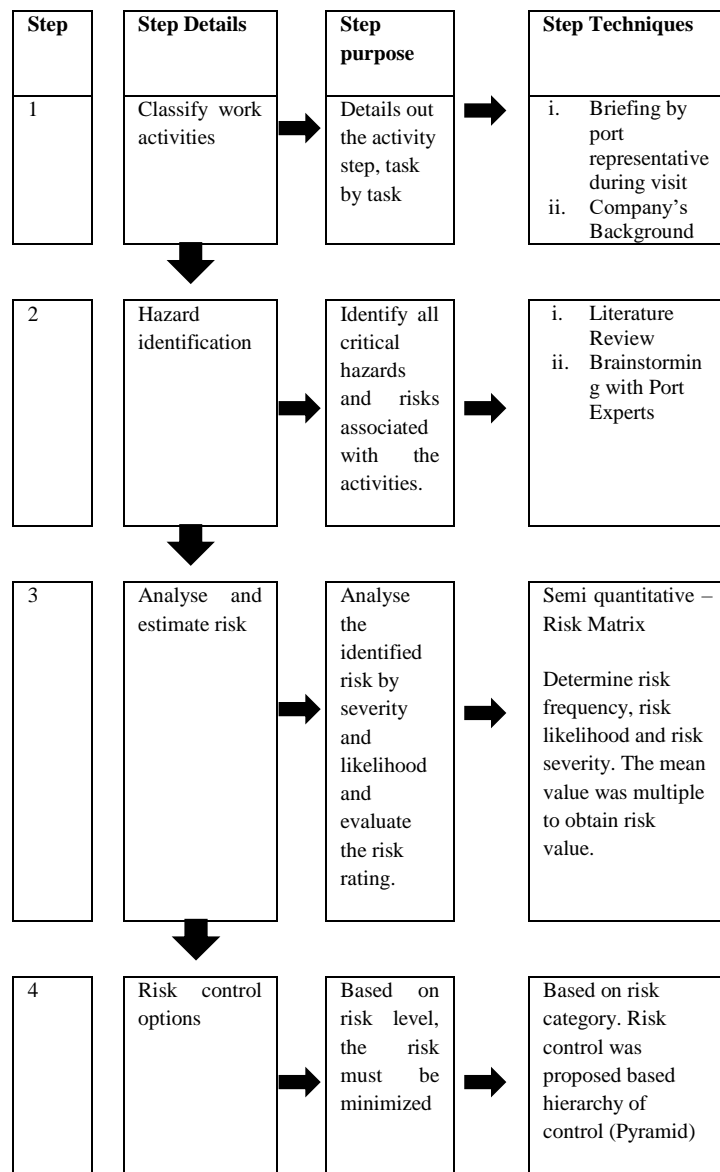 Step
Step Details
Step
purpose
Step Techniques
1
Classify work
activities
Details out
the activity
step, task
by task
i. Briefing by
port
representative
during visit
ii. Company's
Background
2
Hazard
identification
Identify all
critical
hazards
and risks
associated
with the
activities.
i. Literature
Review
ii. Brainstormin
g with Port
Experts
3
Analyse and
estimate risk
Analyse
the
identified
risk by
severity
and
likelihood
and
evaluate
the risk
rating.
Semi quantitative –
Risk Matrix
Determine risk
frequency, risk
likelihood and risk
severity. The mean
value was multiple
to obtain risk
value.
4
Risk control
options
Based on
risk level,
the risk
must be
minimized
Based on risk
category. Risk
control was
proposed based
hierarchy of
control (Pyramid)